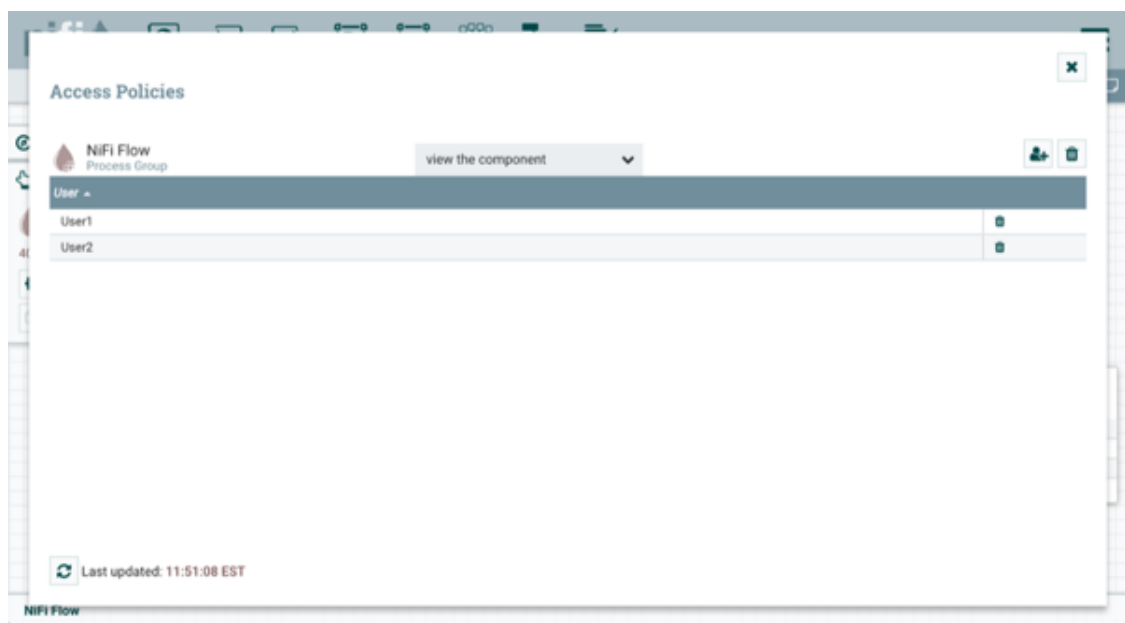 Access Policies
NiFi Flow
Process Group
view the component
User
User1
User2
Last updated: 11:51:08 EST
NiFi Flow